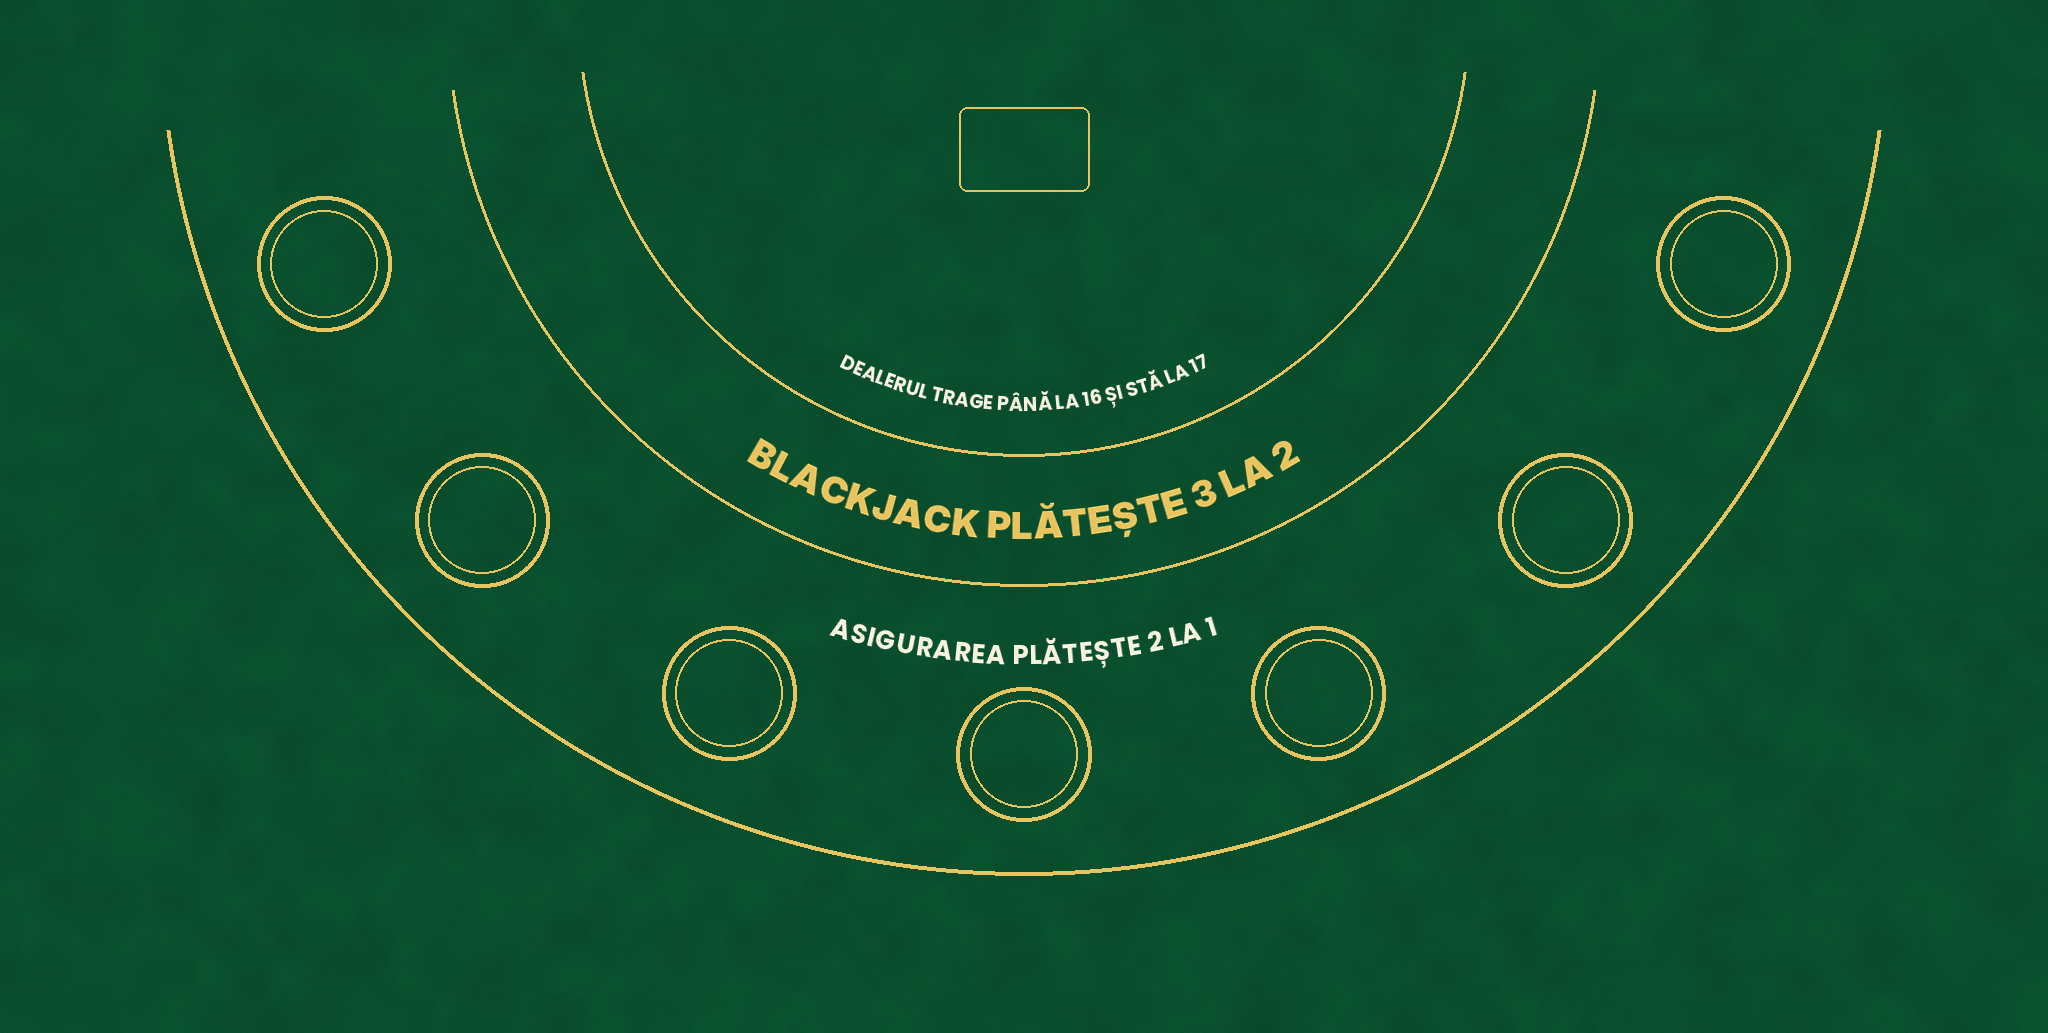 DEALERUL TRAGE PÂNĂ LA 16 ȘI STĂ LA 17
BLACKJACK PLĂTEȘTE 3 LA 2
ASIGURAREA PLĂTEȘTE 2 LA 1